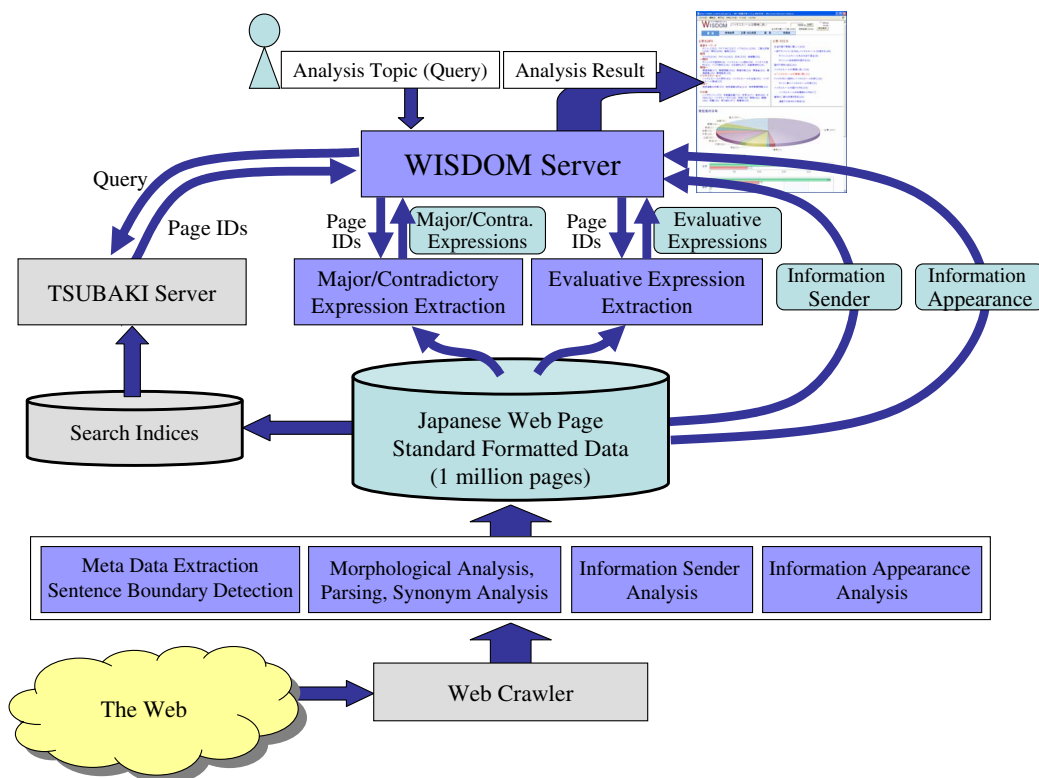 Analysis Topic (Query)
Analysis Result
WISDOM
WISDOM Server
Query
Page IDs
Page
IDs
Major/Contra.
Expressions
Page
IDs
Evaluative
Expressions
TSUBAKI Server
Major/Contradictory
Expression Extraction
Evaluative Expression
Extraction
Information
Sender
Information
Appearance
Search Indices
Japanese Web Page
Standard Formatted Data
(1 million pages)
Meta Data Extraction
Sentence Boundary Detection
Morphological Analysis,
Parsing, Synonym Analysis
Information Sender
Analysis
Information Appearance
Analysis
The Web
Web Crawler